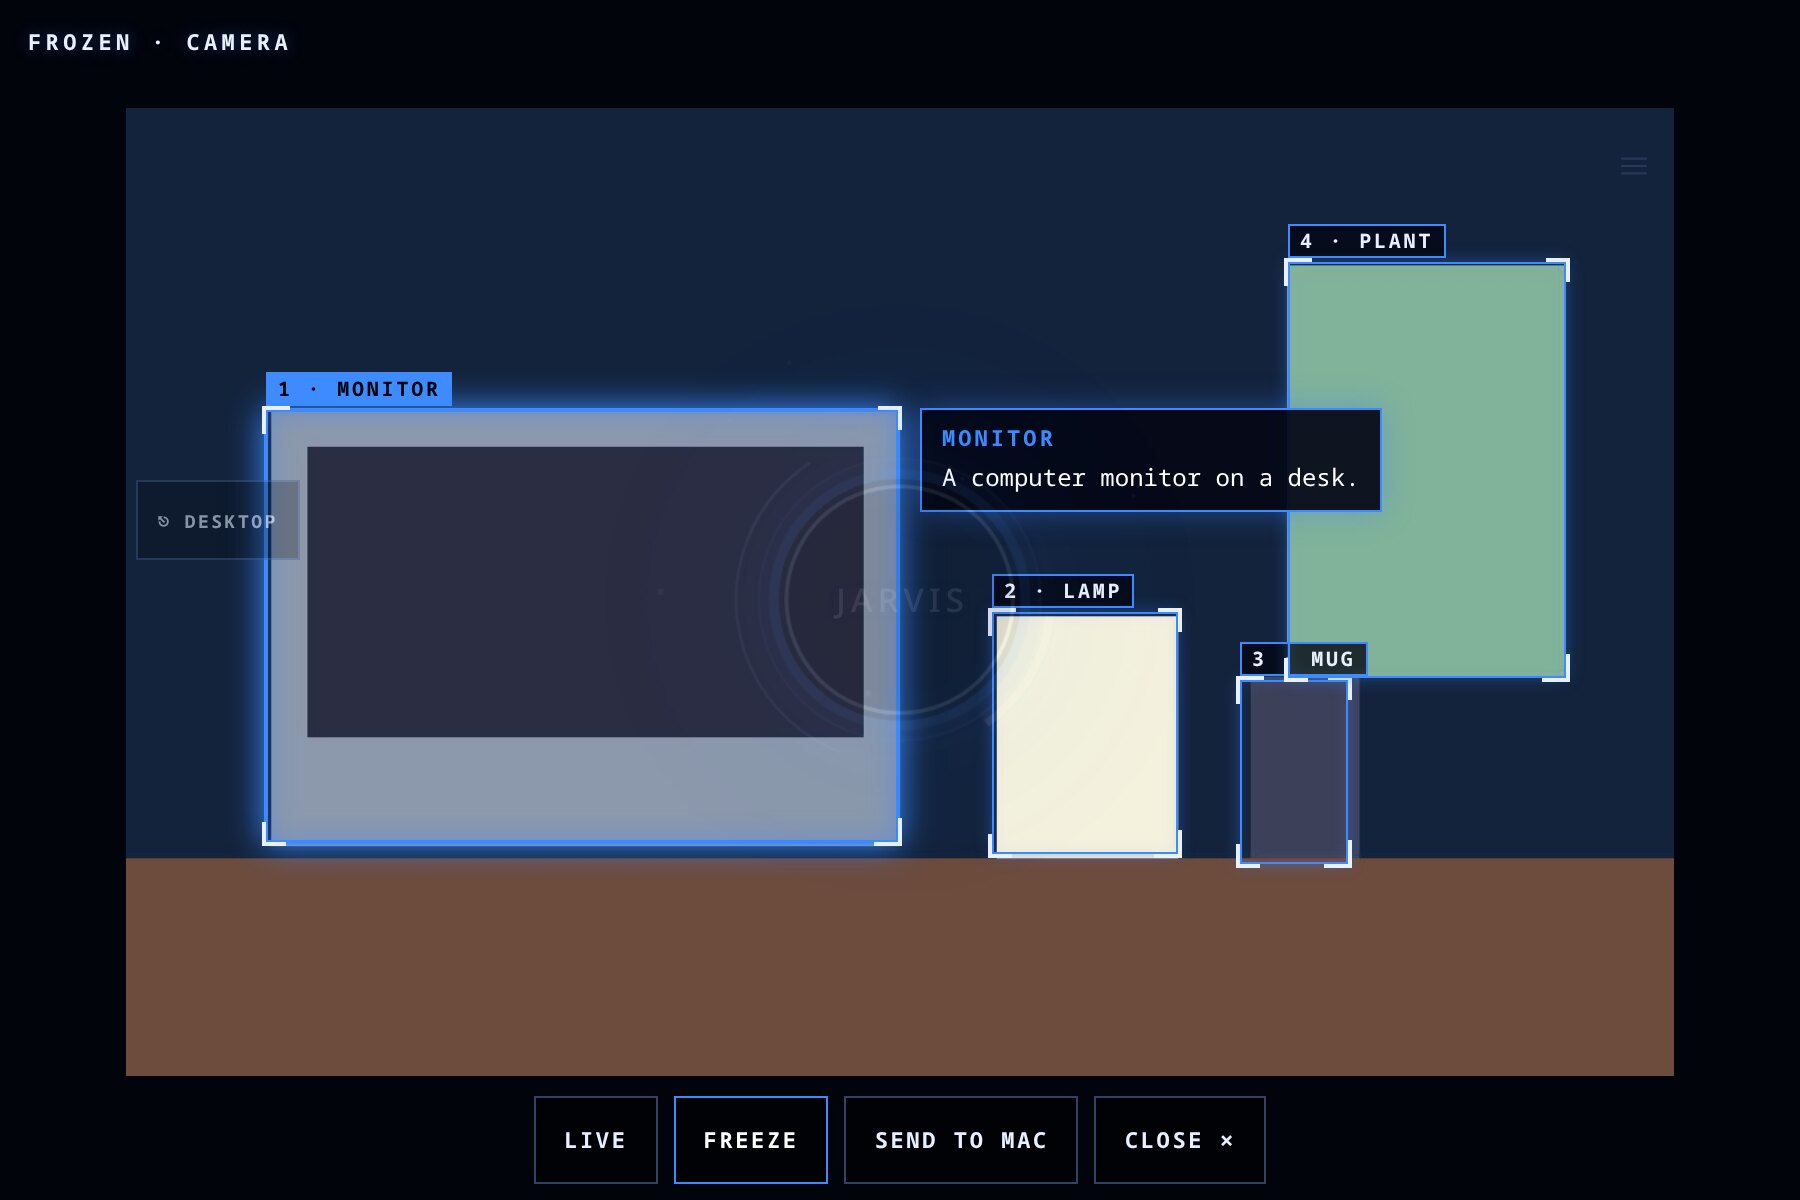 FROZEN · CAMERA
4 · PLANT
1 · MONITOR
MONITOR
A computer monitor on a desk.
⎋ DESKTOP
JARVIS
2 · LAMP
3 MUG
LIVE
FREEZE
SEND TO MAC
CLOSE ×